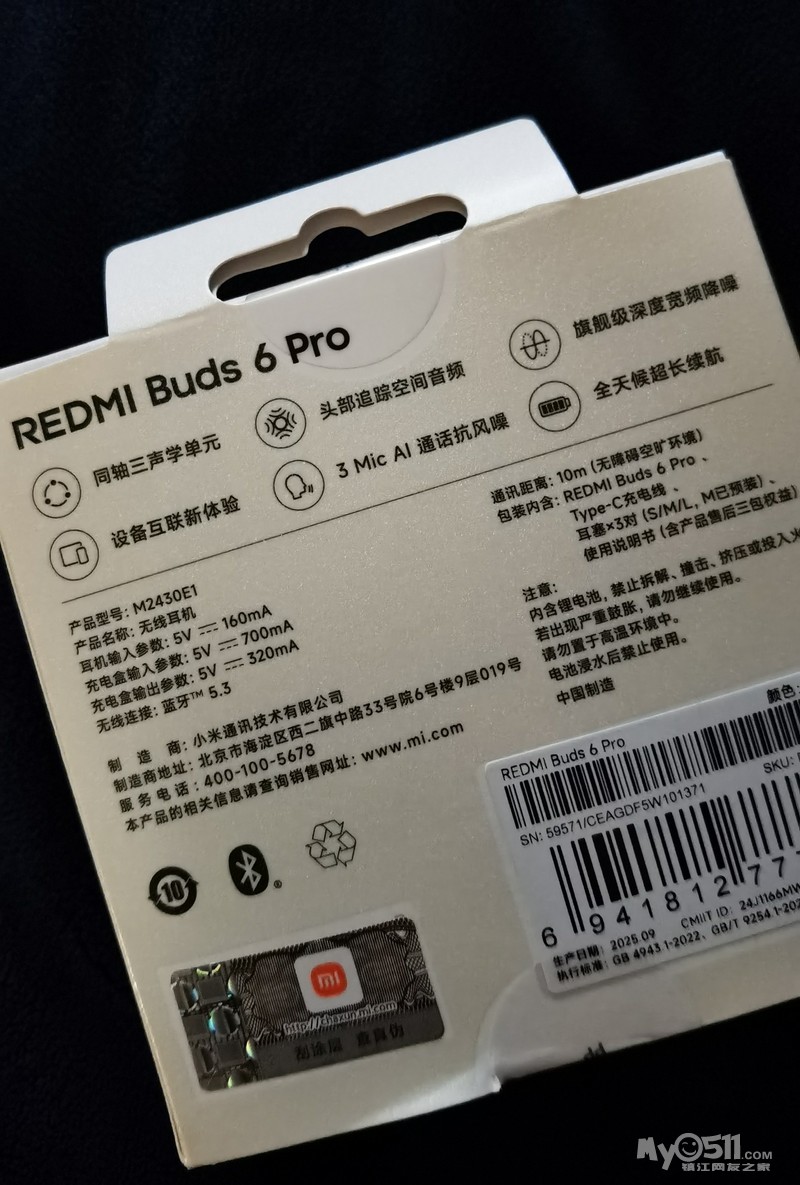 REDMI Buds 6 Pro
同轴三声学单元
头部追踪空间音频
旗舰级深度宽频降噪
设备互联新体验
3 Mic AI 通话抗风噪
全天候超长续航
产品型号: M2430E1
产品名称: 无线耳机
耳机输入参数: 5V ⎓ 160mA
充电盒输入参数: 5V ⎓ 700mA
充电盒输出参数: 5V ⎓ 320mA
无线连接: 蓝牙™ 5.3
制 造 商: 小米通讯技术有限公司
制造商地址: 北京市海淀区西二旗中路33号院6号楼9层019号
服务电话: 400-100-5678
本产品的相关信息请查询销售网址: www.mi.com
通讯距离: 10m (无障碍空旷环境)
包装内含: REDMI Buds 6 Pro 、
Type-C充电线 、
耳塞×3对 (S/M/L, M已预装) 、
使用说明书 (含产品售后三包权益)
注意:
内含锂电池, 禁止拆解、撞击、挤压或投入火
若出现严重鼓胀, 请勿继续使用。
请勿置于高温环境中。
电池浸水后禁止使用。
中国制造
10
REDMI Buds 6 Pro
颜色:
SN: 59571/CEAGDF5W101371
SKU:
6 941812 777
CMIIT ID: 24J1166MW
生产日期: 2025.09
执行标准: GB 4943.1-2022、GB/T 9254.1-202
mi
http://chaxun.mi.com
刮涂层 查真伪
My0511.COM
镇江网友之家